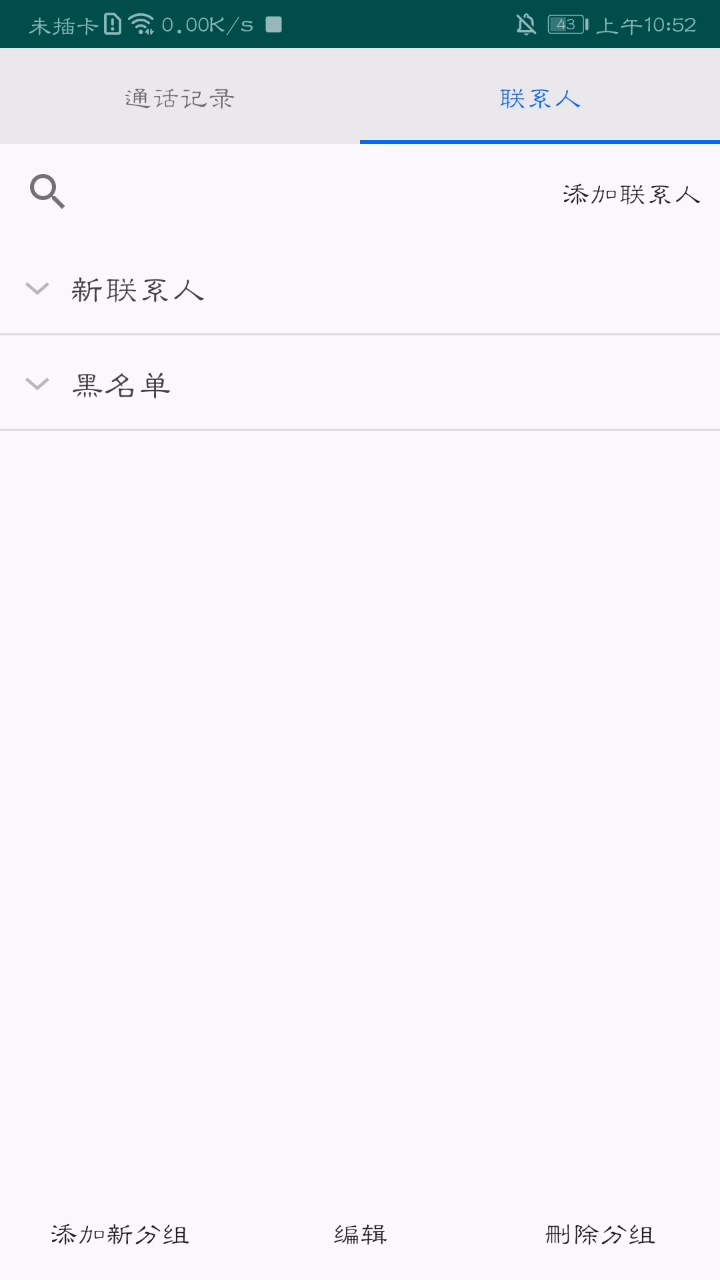 未插卡 0.00K/s 43 上午10:52
通话记录 联系人
添加联系人
新联系人
黑名单
添加新分组 编辑 删除分组